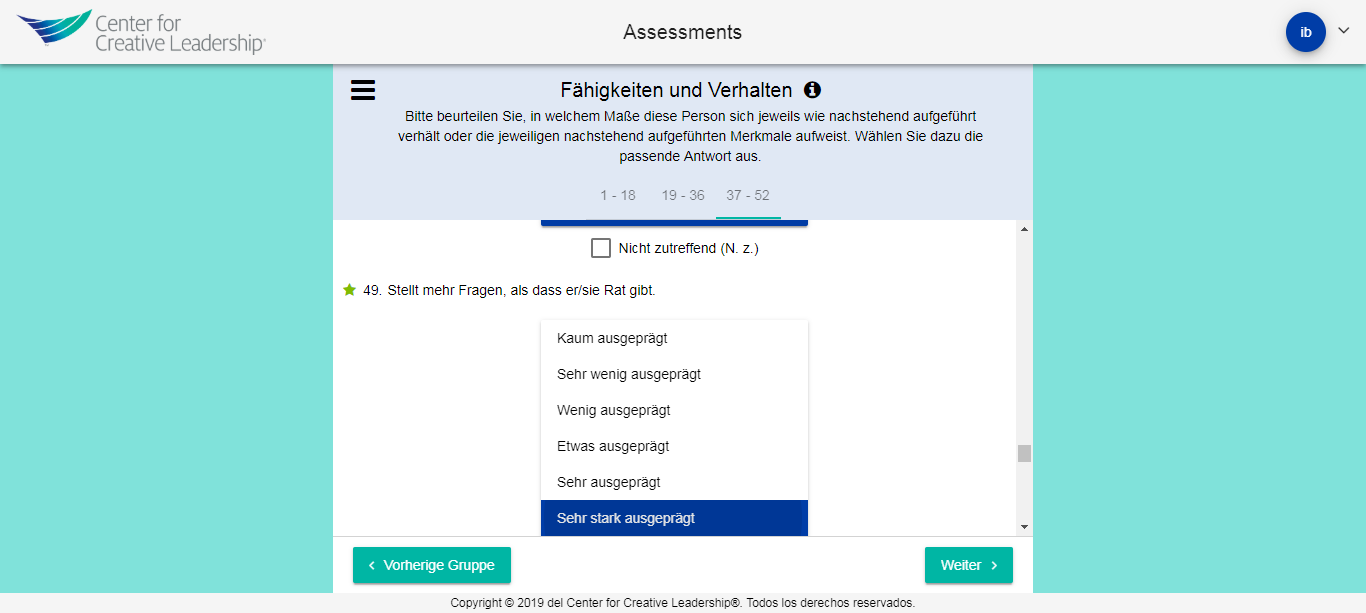 Center for
Creative Leadership®
Assessments
ib
Fähigkeiten und Verhalten
Bitte beurteilen Sie, in welchem Maße diese Person sich jeweils wie nachstehend aufgeführt
verhält oder die jeweiligen nachstehend aufgeführten Merkmale aufweist. Wählen Sie dazu die
passende Antwort aus.
1 - 18 19 - 36 37 - 52
Nicht zutreffend (N. z.)
49. Stellt mehr Fragen, als dass er/sie Rat gibt.
Kaum ausgeprägt
Sehr wenig ausgeprägt
Wenig ausgeprägt
Etwas ausgeprägt
Sehr ausgeprägt
Sehr stark ausgeprägt
Vorherige Gruppe
Weiter
Copyright © 2019 del Center for Creative Leadership®. Todos los derechos reservados.